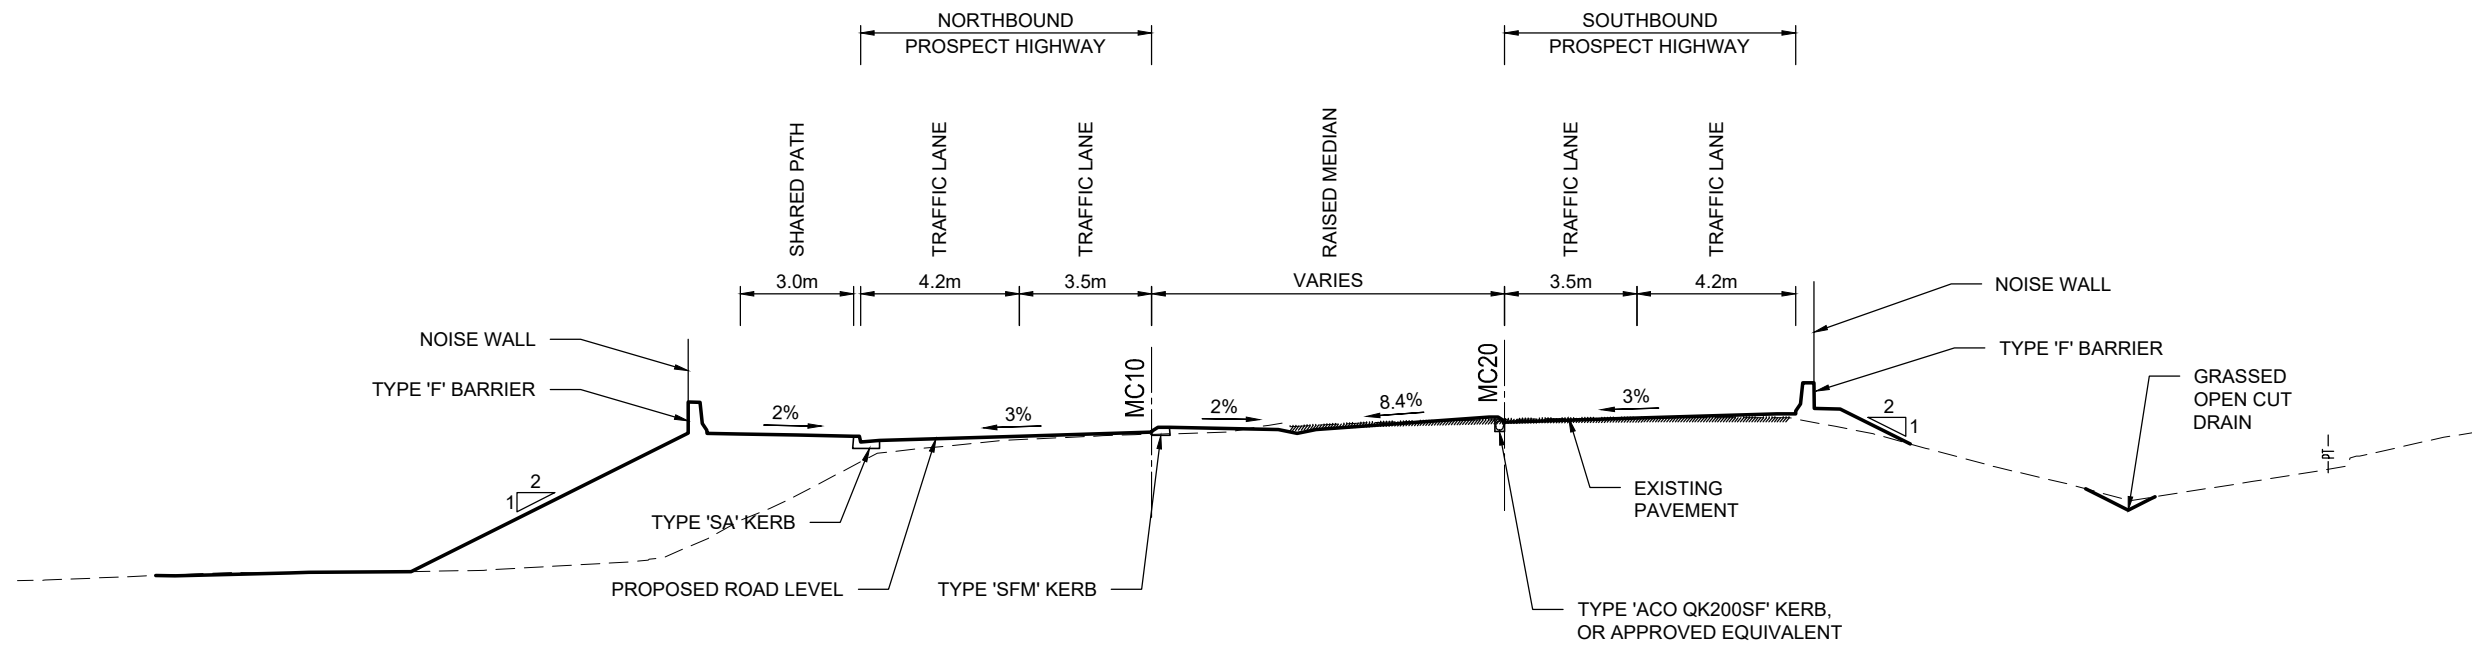 NORTHBOUND
PROSPECT HIGHWAY
SOUTHBOUND
PROSPECT HIGHWAY
SHARED PATH
TRAFFIC LANE
TRAFFIC LANE
RAISED MEDIAN
TRAFFIC LANE
TRAFFIC LANE
3.0m
4.2m
3.5m
VARIES
3.5m
4.2m
NOISE WALL
NOISE WALL
TYPE 'F' BARRIER
TYPE 'F' BARRIER
MC10
MC20
GRASSED
OPEN CUT
DRAIN
2%
3%
2%
8.4%
3%
2
1
2
1
PT
EXISTING
PAVEMENT
TYPE 'SA' KERB
PROPOSED ROAD LEVEL
TYPE 'SFM' KERB
TYPE 'ACO QK200SF' KERB,
OR APPROVED EQUIVALENT